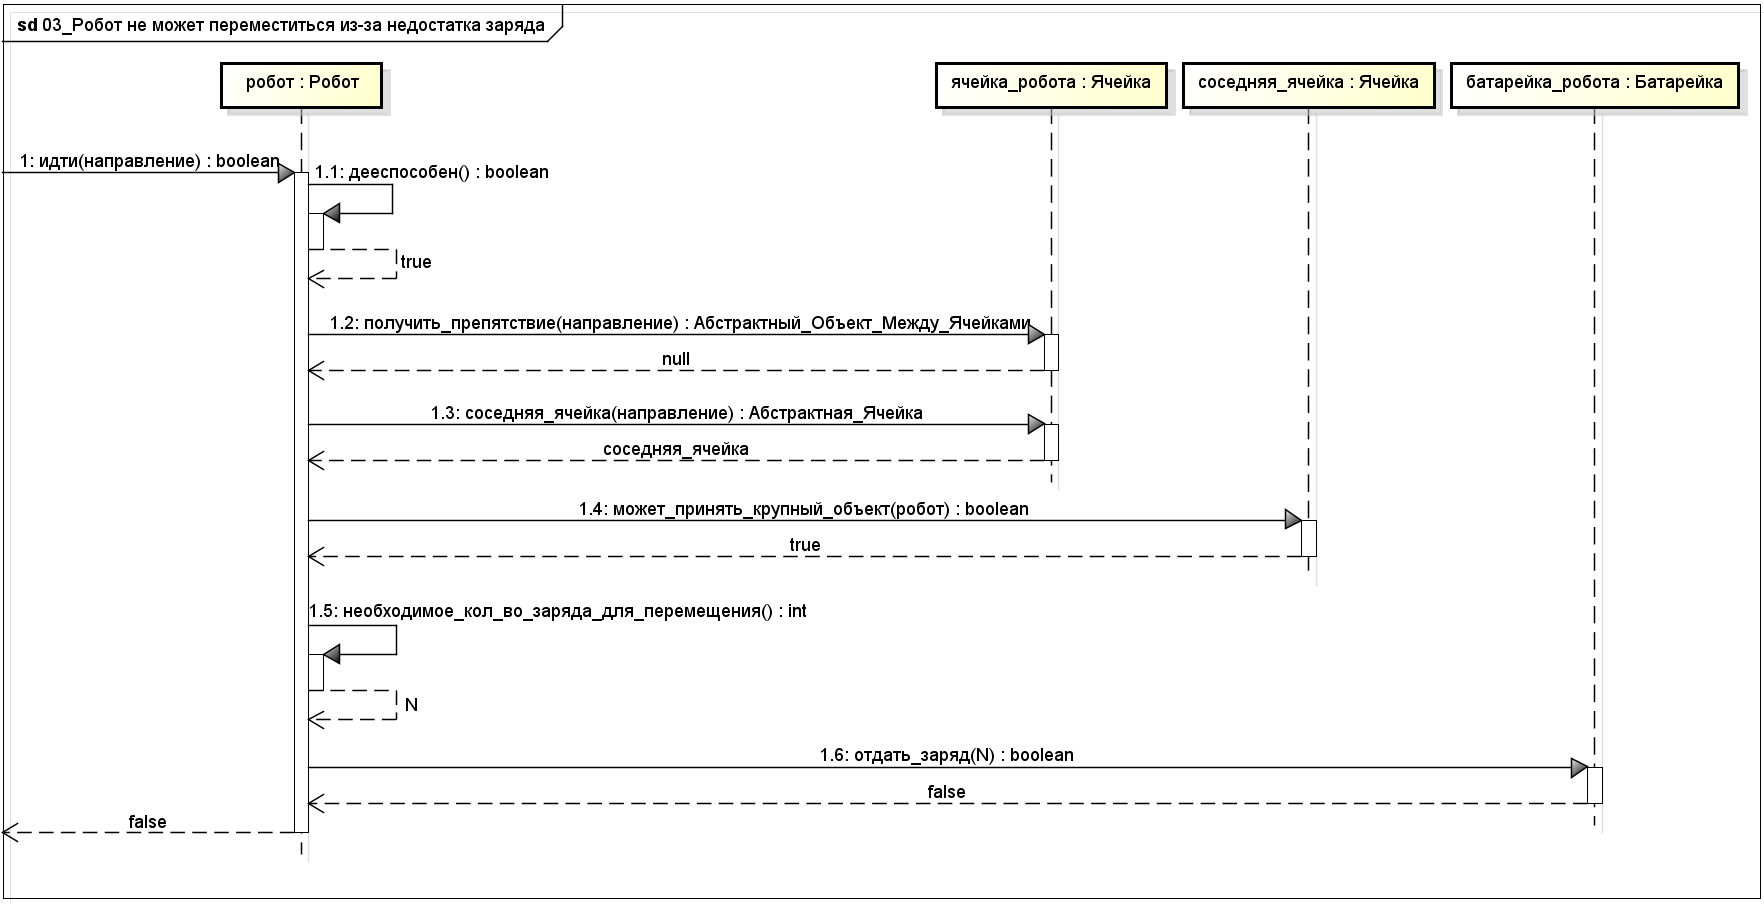 sd 03_Робот не может переместиться из-за недостатка заряда
робот : Робот
ячейка_робота : Ячейка
соседняя_ячейка : Ячейка
батарейка_робота : Батарейка
1: идти(направление) : boolean
1.1: дееспособен() : boolean
true
1.2: получить_препятствие(направление) : Абстрактный_Объект_Между_Ячейками
null
1.3: соседняя_ячейка(направление) : Абстрактная_Ячейка
соседняя_ячейка
1.4: может_принять_крупный_объект(робот) : boolean
true
1.5: необходимое_кол_во_заряда_для_перемещения() : int
N
1.6: отдать_заряд(N) : boolean
false
false